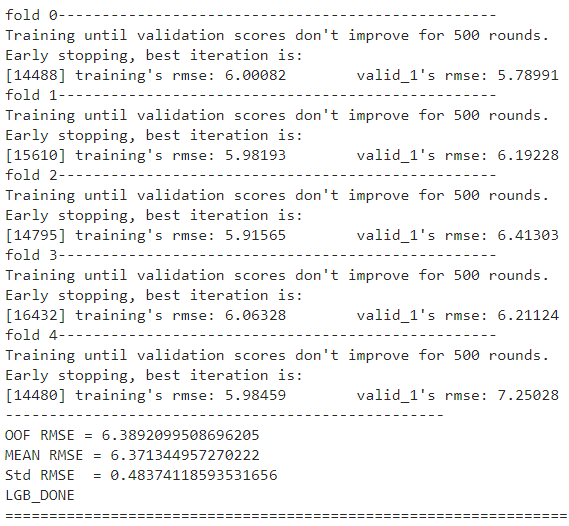 fold 0--------------------------------------------------
Training until validation scores don't improve for 500 rounds.
Early stopping, best iteration is:
[14488] training's rmse: 6.00082        valid_1's rmse: 5.78991
fold 1--------------------------------------------------
Training until validation scores don't improve for 500 rounds.
Early stopping, best iteration is:
[15610] training's rmse: 5.98193        valid_1's rmse: 6.19228
fold 2--------------------------------------------------
Training until validation scores don't improve for 500 rounds.
Early stopping, best iteration is:
[14795] training's rmse: 5.91565        valid_1's rmse: 6.41303
fold 3--------------------------------------------------
Training until validation scores don't improve for 500 rounds.
Early stopping, best iteration is:
[16432] training's rmse: 6.06328        valid_1's rmse: 6.21124
fold 4--------------------------------------------------
Training until validation scores don't improve for 500 rounds.
Early stopping, best iteration is:
[14480] training's rmse: 5.98459        valid_1's rmse: 7.25028
--------------------------------------------------
OOF RMSE = 6.3892099508696205
MEAN RMSE = 6.371344957270222
Std RMSE  = 0.48374118593531656
LGB_DONE
================================================================